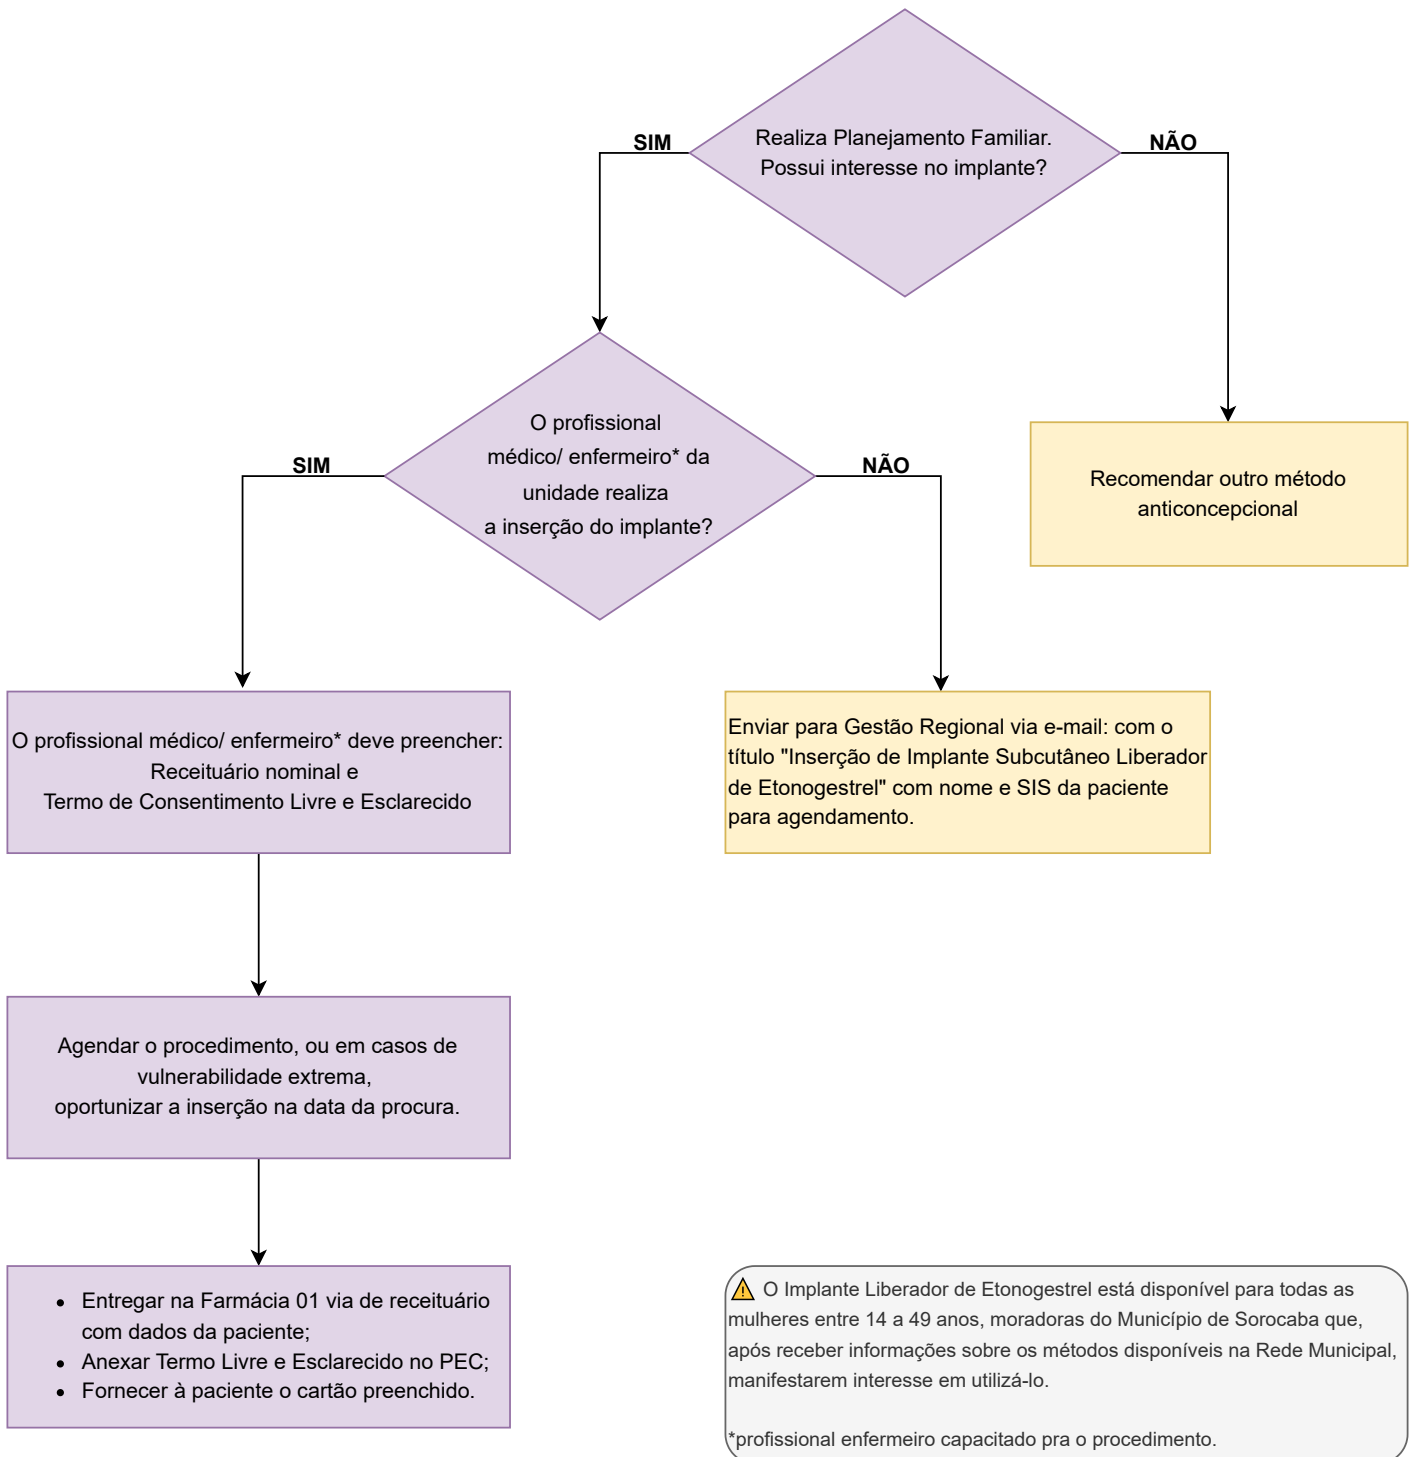 Realiza Planejamento Familiar.
Possui interesse no implante?
SIM
NÃO
O profissional
médico/ enfermeiro* da
unidade realiza
a inserção do implante?
SIM
NÃO
Recomendar outro método
anticoncepcional
O profissional médico/ enfermeiro* deve preencher:
Receituário nominal e
Termo de Consentimento Livre e Esclarecido
Enviar para Gestão Regional via e-mail: com o
título "Inserção de Implante Subcutâneo Liberador
de Etonogestrel" com nome e SIS da paciente
para agendamento.
Agendar o procedimento, ou em casos de
vulnerabilidade extrema,
oportunizar a inserção na data da procura.
• Entregar na Farmácia 01 via de receituário
com dados da paciente;
• Anexar Termo Livre e Esclarecido no PEC;
• Fornecer à paciente o cartão preenchido.
⚠ O Implante Liberador de Etonogestrel está disponível para todas as
mulheres entre 14 a 49 anos, moradoras do Município de Sorocaba que,
após receber informações sobre os métodos disponíveis na Rede Municipal,
manifestarem interesse em utilizá-lo.
*profissional enfermeiro capacitado pra o procedimento.